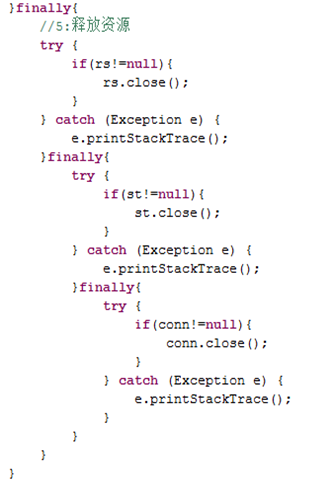 }finally{
    //5:释放资源
    try {
        if(rs!=null){
            rs.close();
        }
    } catch (Exception e) {
        e.printStackTrace();
    }finally{
        try {
            if(st!=null){
                st.close();
            }
        } catch (Exception e) {
            e.printStackTrace();
        }finally{
            try {
                if(conn!=null){
                    conn.close();
                }
            } catch (Exception e) {
                e.printStackTrace();
            }
        }
    }
}